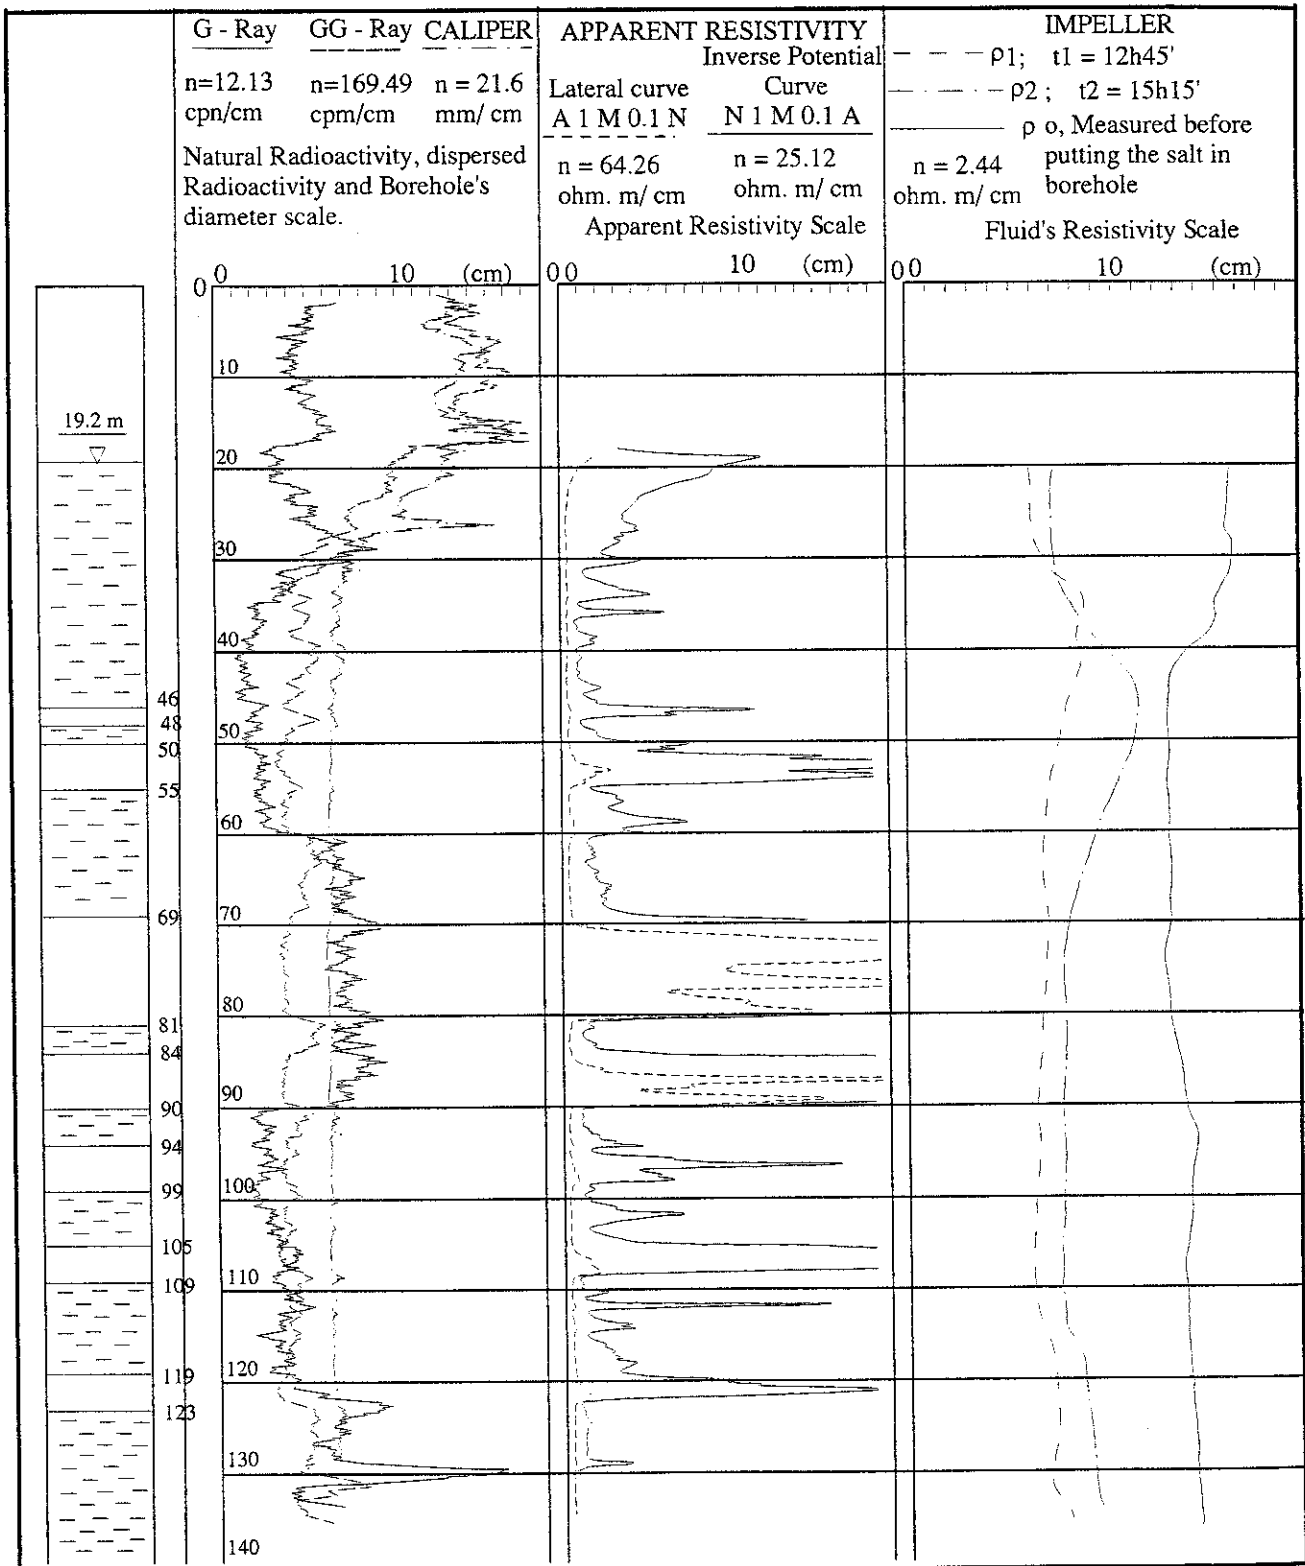 G - Ray GG - Ray CALIPER
n=12.13 n=169.49 n = 21.6
cpn/cm cpm/cm mm/ cm
Natural Radioactivity, dispersed
Radioactivity and Borehole's
diameter scale.
APPARENT RESISTIVITY
Inverse Potential
Lateral curve Curve
A 1 M 0.1 N N 1 M 0.1 A
n = 64.26 n = 25.12
ohm. m/ cm ohm. m/ cm
Apparent Resistivity Scale
IMPELLER
ρ1; t1 = 12h45'
ρ2 ; t2 = 15h15'
ρ o, Measured before
putting the salt in
borehole
n = 2.44
ohm. m/ cm
Fluid's Resistivity Scale
0 0 10 (cm) 0 0 10 (cm) 0 0 10 (cm)
10
19.2 m
20
30
40
46
48
50
50
55
60
69
70
80
81
84
90
90
94
99
100
105
109
110
119
120
123
130
140